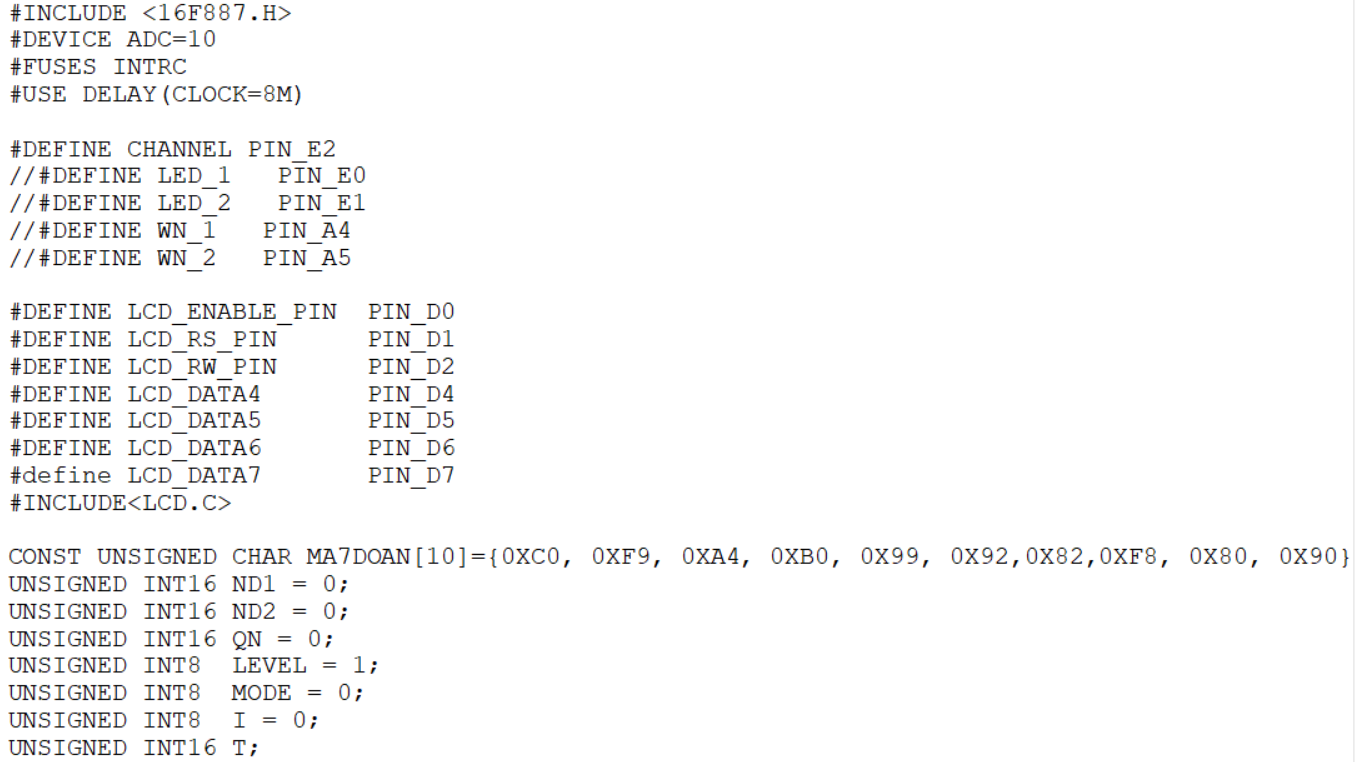 #INCLUDE <16F887.H>
#DEVICE ADC=10
#FUSES INTRC
#USE DELAY(CLOCK=8M)
#DEFINE CHANNEL PIN_E2
//#DEFINE LED_1   PIN_E0
//#DEFINE LED_2   PIN_E1
//#DEFINE WN_1   PIN_A4
//#DEFINE WN_2   PIN_A5
#DEFINE LCD_ENABLE_PIN  PIN_D0
#DEFINE LCD_RS_PIN      PIN_D1
#DEFINE LCD_RW_PIN      PIN_D2
#DEFINE LCD_DATA4       PIN_D4
#DEFINE LCD_DATA5       PIN_D5
#DEFINE LCD_DATA6       PIN_D6
#define LCD_DATA7       PIN_D7
#INCLUDE<LCD.C>
CONST UNSIGNED CHAR MA7DOAN[10]={0XC0, 0XF9, 0XA4, 0XB0, 0X99, 0X92,0X82,0XF8, 0X80, 0X90}
UNSIGNED INT16 ND1 = 0;
UNSIGNED INT16 ND2 = 0;
UNSIGNED INT16 QN = 0;
UNSIGNED INT8  LEVEL = 1;
UNSIGNED INT8  MODE = 0;
UNSIGNED INT8  I = 0;
UNSIGNED INT16 T;